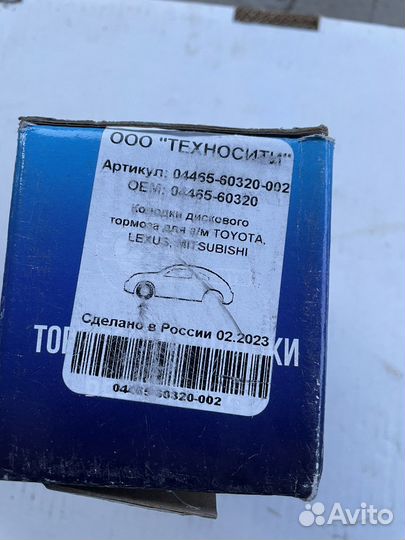 ООО "ТЕХНОСИТИ"
Артикул: 04465-60320-002
OEM: 04465-60320
Колодки дискового
тормоза для а/м TOYOTA,
LEXUS, MITSUBISHI
Сделано в России 02.2023
04465-60320-002
Avito